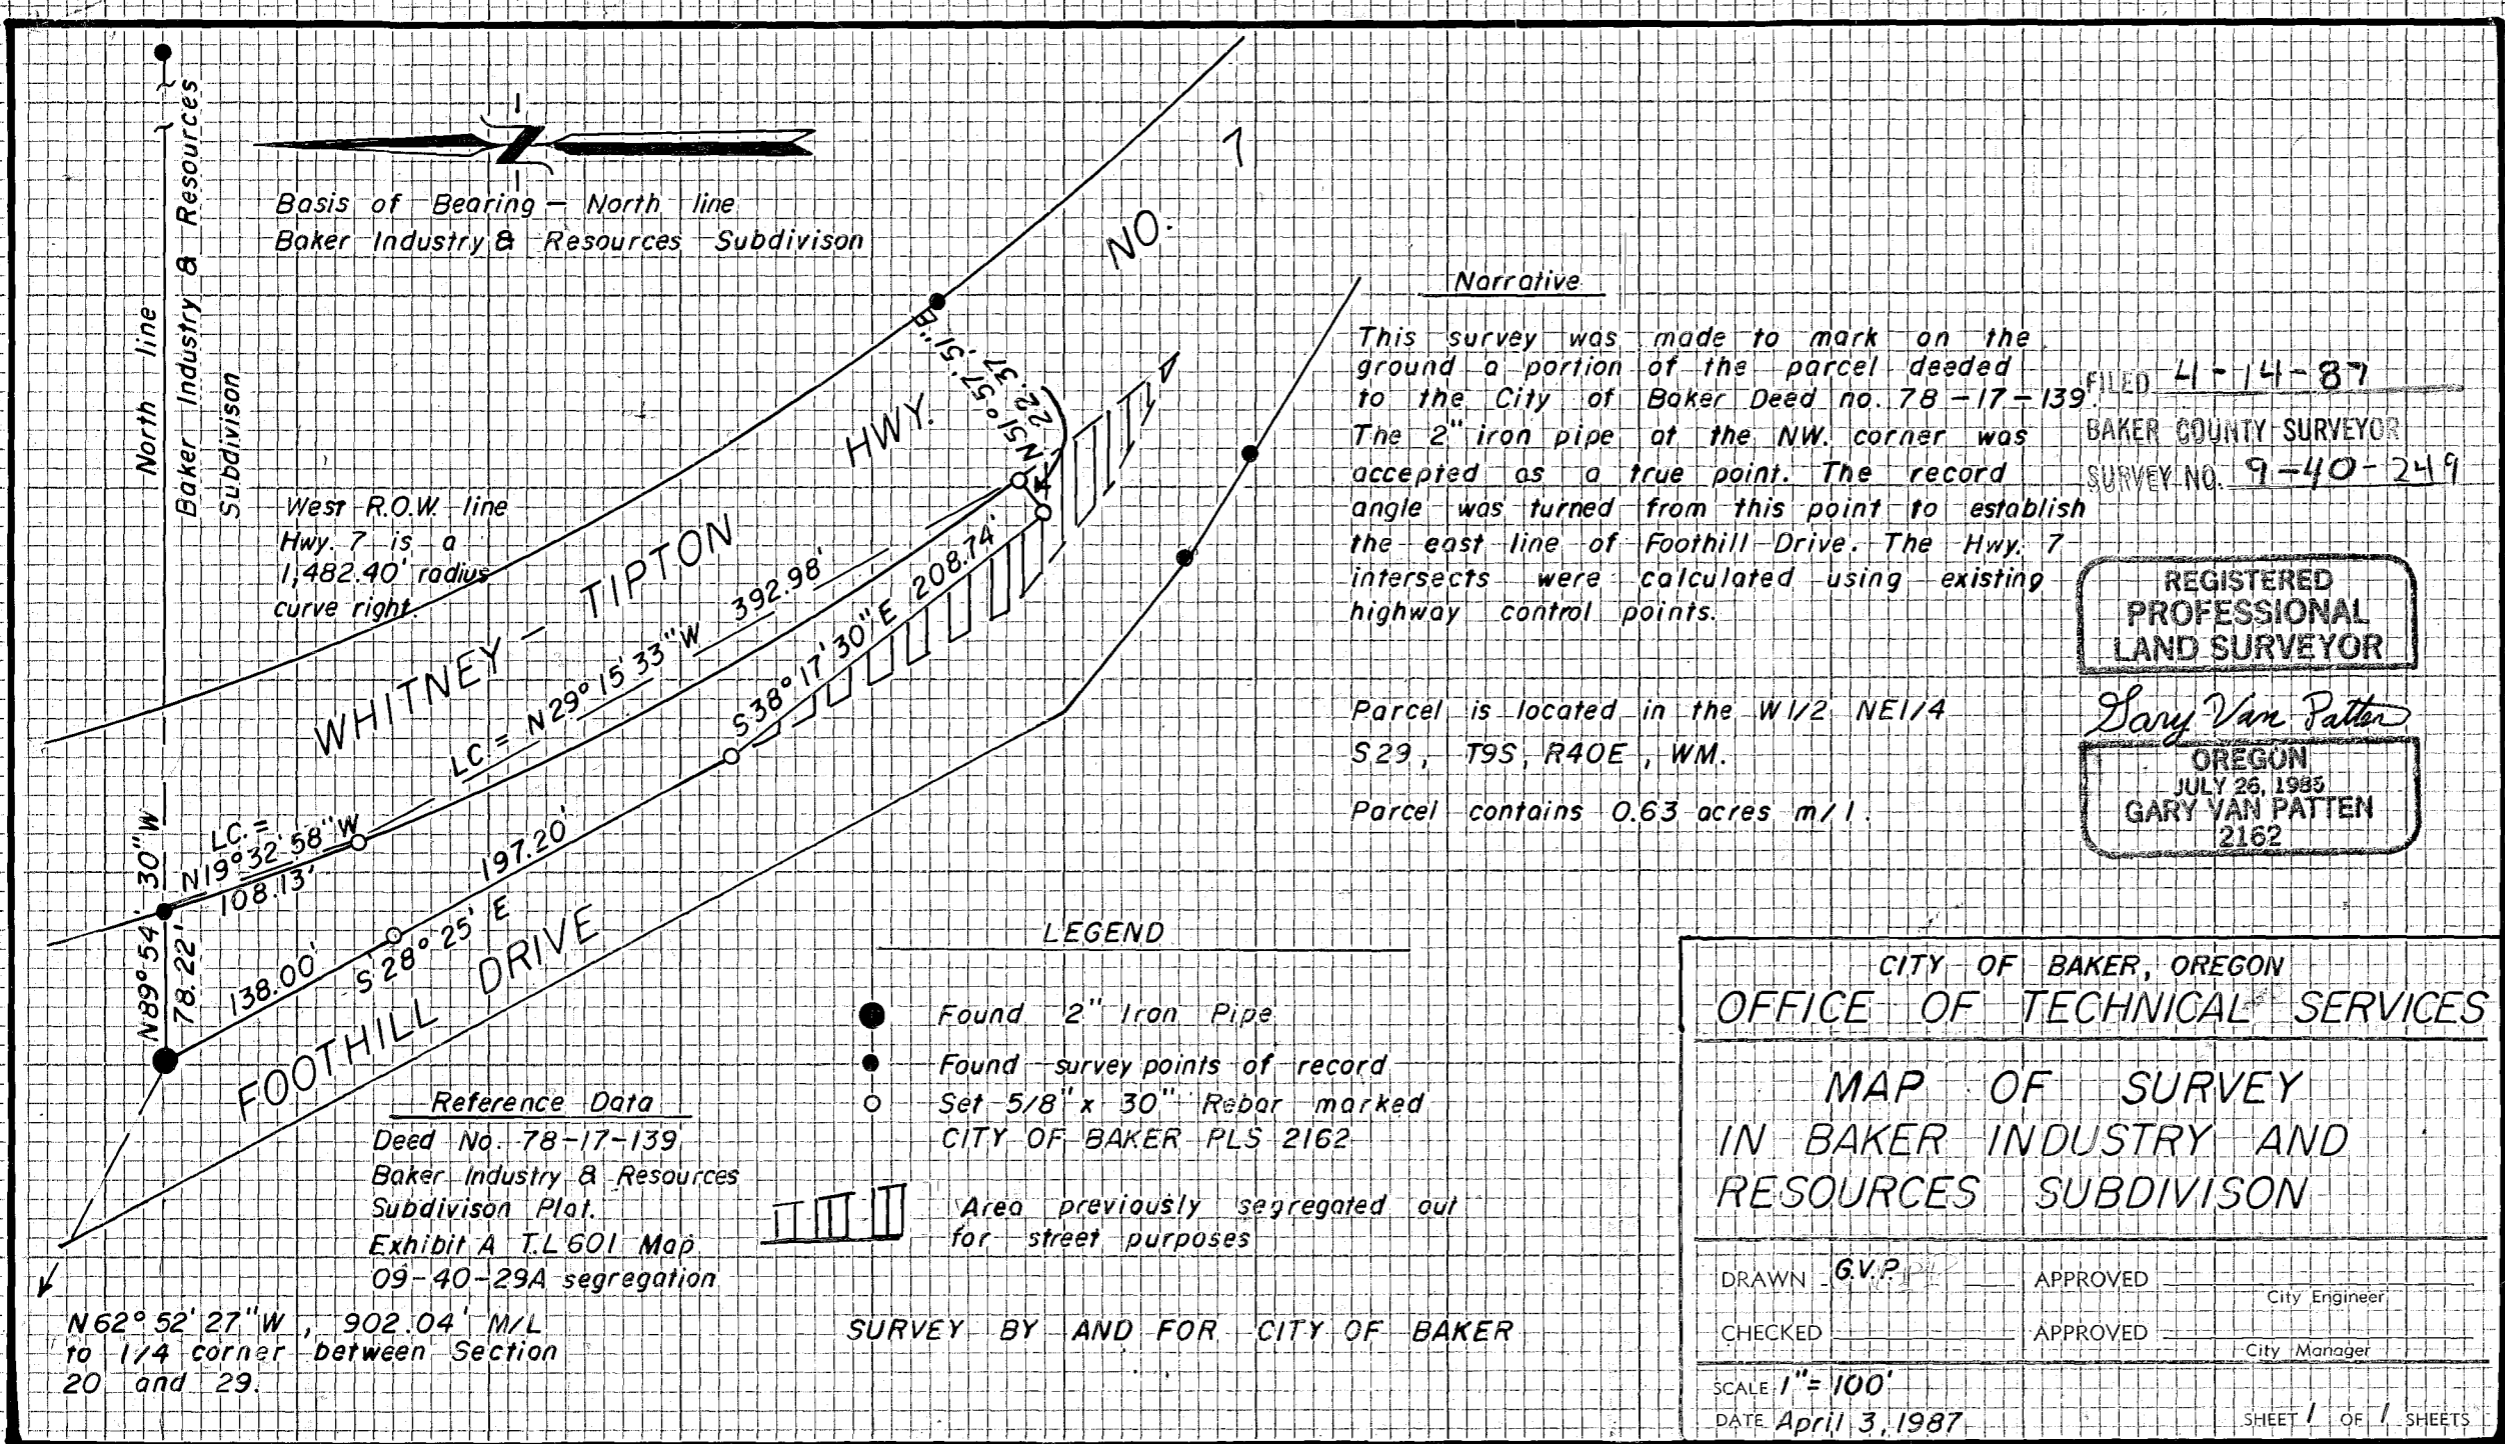 North line
Baker Industry & Resources
Subdivison
N
Basis of Bearing - North line
Baker Industry & Resources Subdivison
West R.O.W. line
Hwy. 7 is a
1,482.40' radius
curve right.
WHITNEY - TIPTON HWY. NO. 7
N51°57'51"E
22.37
LC = N29°15'33"W 392.98'
S38°17'30"E 208.74'
LC. =
N19°32'58"W
108.13'
N89°54'30"W
78.22'
138.00'
197.20'
S28°25'E
FOOTHILL DRIVE
Narrative
This survey was made to mark on the
ground a portion of the parcel deeded
to the City of Baker Deed no. 78-17-139.
The 2" iron pipe at the NW. corner was
accepted as a true point. The record
angle was turned from this point to establish
the east line of Foothill Drive. The Hwy. 7
intersects were calculated using existing
highway control points.
Parcel is located in the W1/2 NE1/4
S29, T9S, R40E, WM.
Parcel contains 0.63 acres m/l.
FILED 4-14-87
BAKER COUNTY SURVEYOR
SURVEY NO. 9-40-249
REGISTERED
PROFESSIONAL
LAND SURVEYOR
Gary Van Patten
OREGON
JULY 26, 1985
GARY VAN PATTEN
2162
Reference Data
Deed No. 78-17-139
Baker Industry & Resources
Subdivison Plat.
Exhibit A T.L 601 Map
09-40-29A segregation
N62°52'27"W, 902.04' M/L
to 1/4 corner between Section
20 and 29.
LEGEND
Found 2" Iron Pipe
Found survey points of record
Set 5/8" x 30" Rebar marked
CITY OF BAKER PLS 2162
Area previously segregated out
for street purposes
SURVEY BY AND FOR CITY OF BAKER
CITY OF BAKER, OREGON
OFFICE OF TECHNICAL SERVICES
MAP OF SURVEY
IN BAKER INDUSTRY AND
RESOURCES SUBDIVISON
DRAWN G.V.P. APPROVED
City Engineer
CHECKED APPROVED
City Manager
SCALE 1"= 100'
DATE April 3, 1987 SHEET 1 OF 1 SHEETS